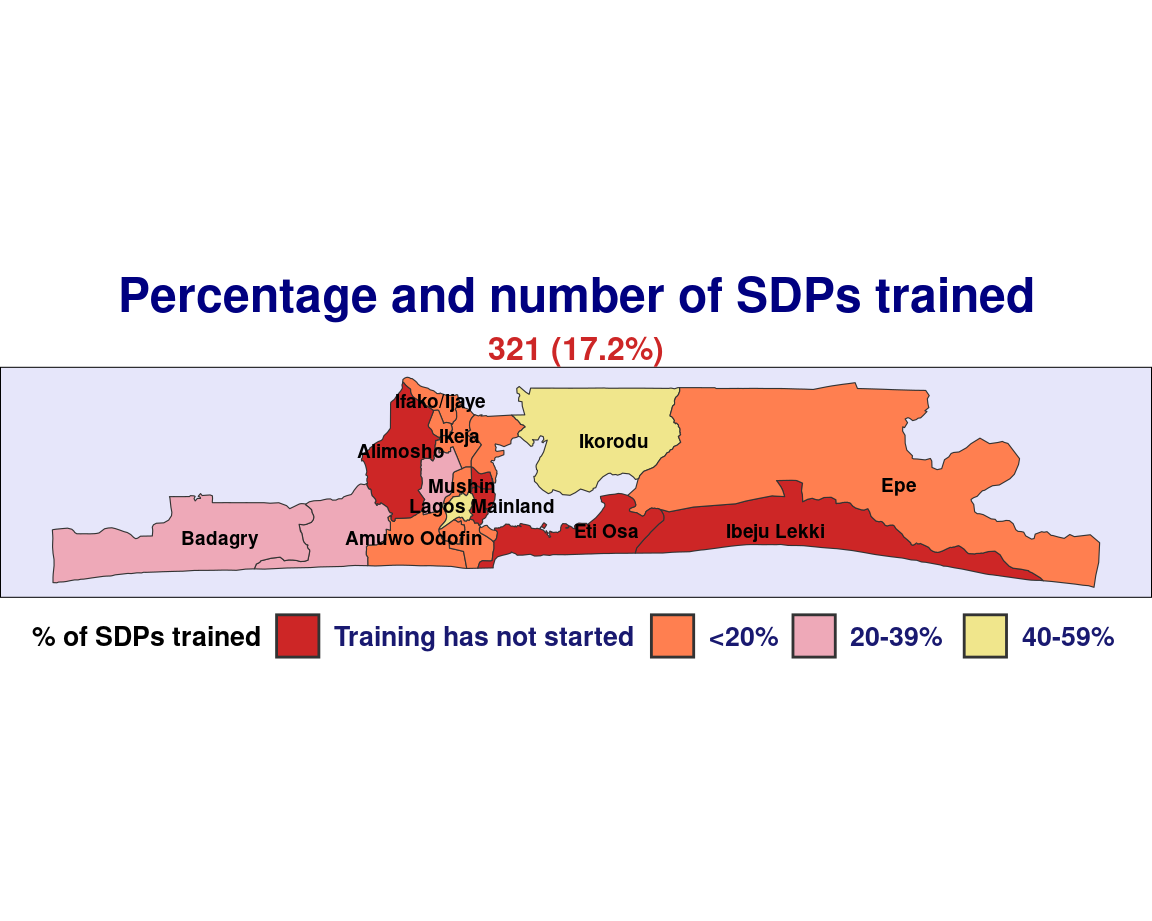 Percentage and number of SDPs trained
321 (17.2%)
Ifako/Ijaye
Ikeja
Ikorodu
Alimosho
Mushin
Epe
Lagos Mainland
Badagry
Amuwo Odofin
Eti Osa
Ibeju Lekki
% of SDPs trained
Training has not started
<20%
20-39%
40-59%